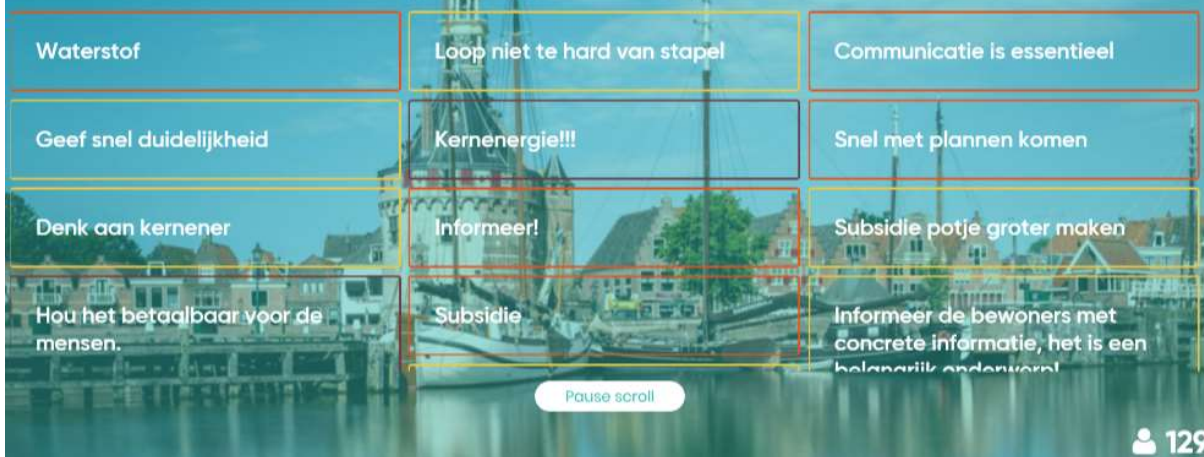 Waterstof
Loop niet te hard van stapel
Communicatie is essentieel
Geef snel duidelijkheid
Kernenergie!!!
Snel met plannen komen
Denk aan kernener
Informeer!
Subsidie potje groter maken
Hou het betaalbaar voor de
mensen.
Subsidie
Informeer de bewoners met
concrete informatie, het is een
belangrijk onderwerp!
Pause scroll
129